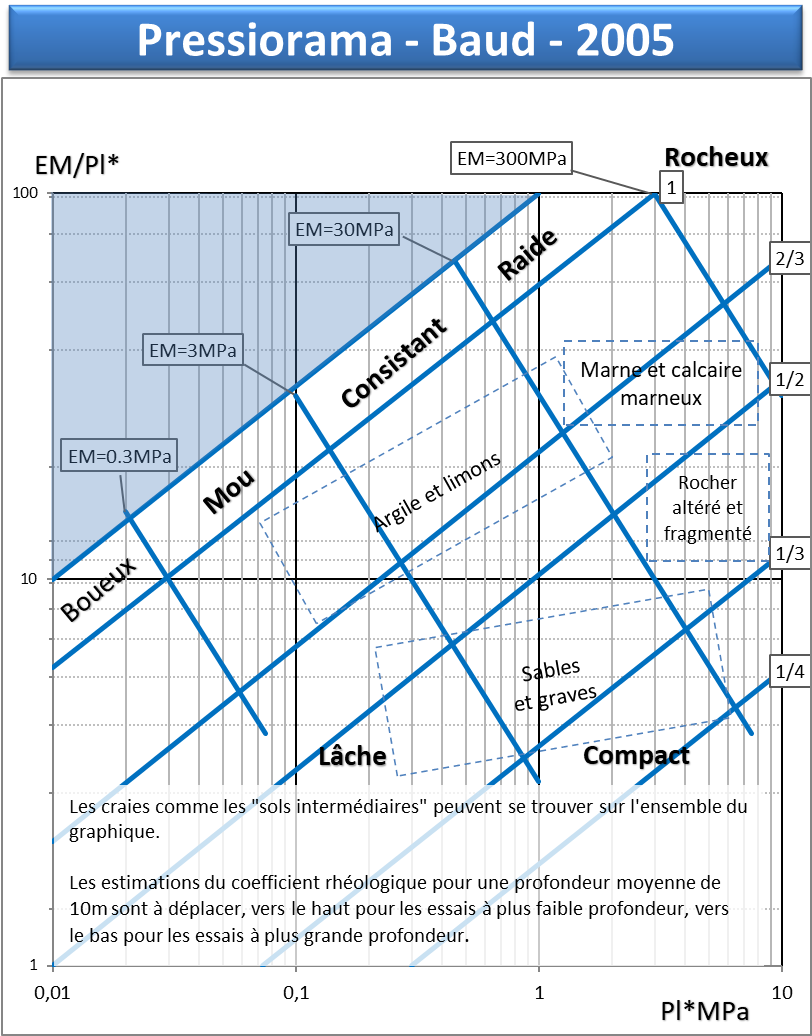 Pressiorama - Baud - 2005
EM/Pl*
EM=300MPa
Rocheux
100
1
EM=30MPa
Raide
2/3
EM=3MPa
Consistant
Marne et calcaire
marneux
1/2
EM=0.3MPa
Mou
Argile et limons
Rocher
altéré et
fragmenté
1/3
10
Boueux
Sables
et graves
1/4
Lâche
Compact
Les craies comme les "sols intermédiaires" peuvent se trouver sur l'ensemble du
graphique.
Les estimations du coefficient rhéologique pour une profondeur moyenne de
10m sont à déplacer, vers le haut pour les essais à plus faible profondeur, vers
le bas pour les essais à plus grande profondeur.
1
0,01
0,1
1
10
Pl*MPa